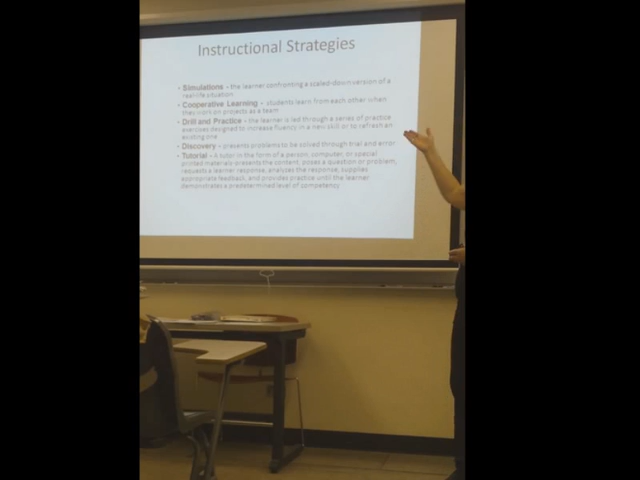 Instructional Strategies
• Simulations - the learner confronting a scaled-down version of a
real-life situation
• Cooperative Learning - students learn from each other when
they work on projects as a team
• Drill and Practice - the learner is led through a series of practice
exercises designed to increase fluency in a new skill or to refresh an
existing one
• Discovery - presents problems to be solved through trial and error.
• Tutorial - A tutor in the form of a person, computer, or special
printed materials presents the content, poses a question or problem,
requests a learner response, analyzes the response, supplies
appropriate feedback, and provides practice until the learner
demonstrates a predetermined level of competency